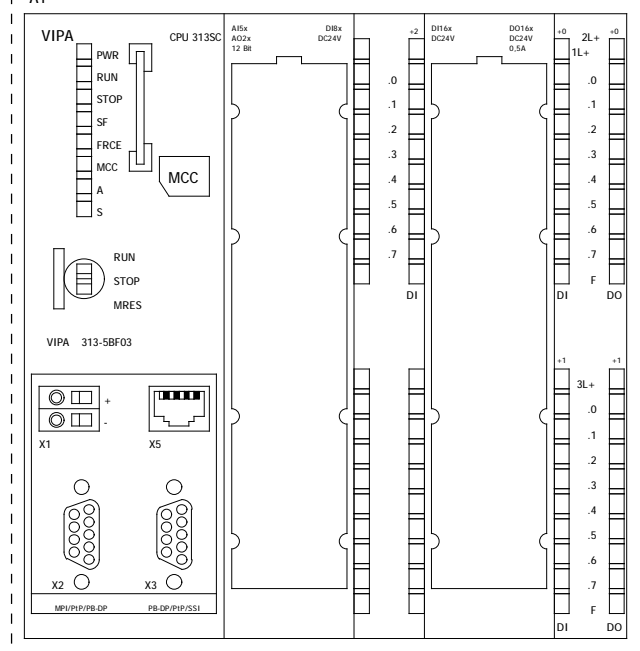 VIPA CPU 313SC
PWR
RUN
STOP
SF
FRCE
MCC
A
S
MCC
RUN
STOP
MRES
VIPA 313-5BF03
+
-
X1 X5
X2 X3
MPI/PtP/PB-DP PB-DP/PtP/SSI
AI5x DI8x
AO2x DC24V
12 Bit
+2
.0
.1
.2
.3
.4
.5
.6
.7
DI
DI16x DO16x
DC24V DC24V
0,5A
+0 2L+ +0
1L+
.0
.1
.2
.3
.4
.5
.6
.7
F
DI DO
+1 +1
3L+
.0
.1
.2
.3
.4
.5
.6
.7
F
DI DO